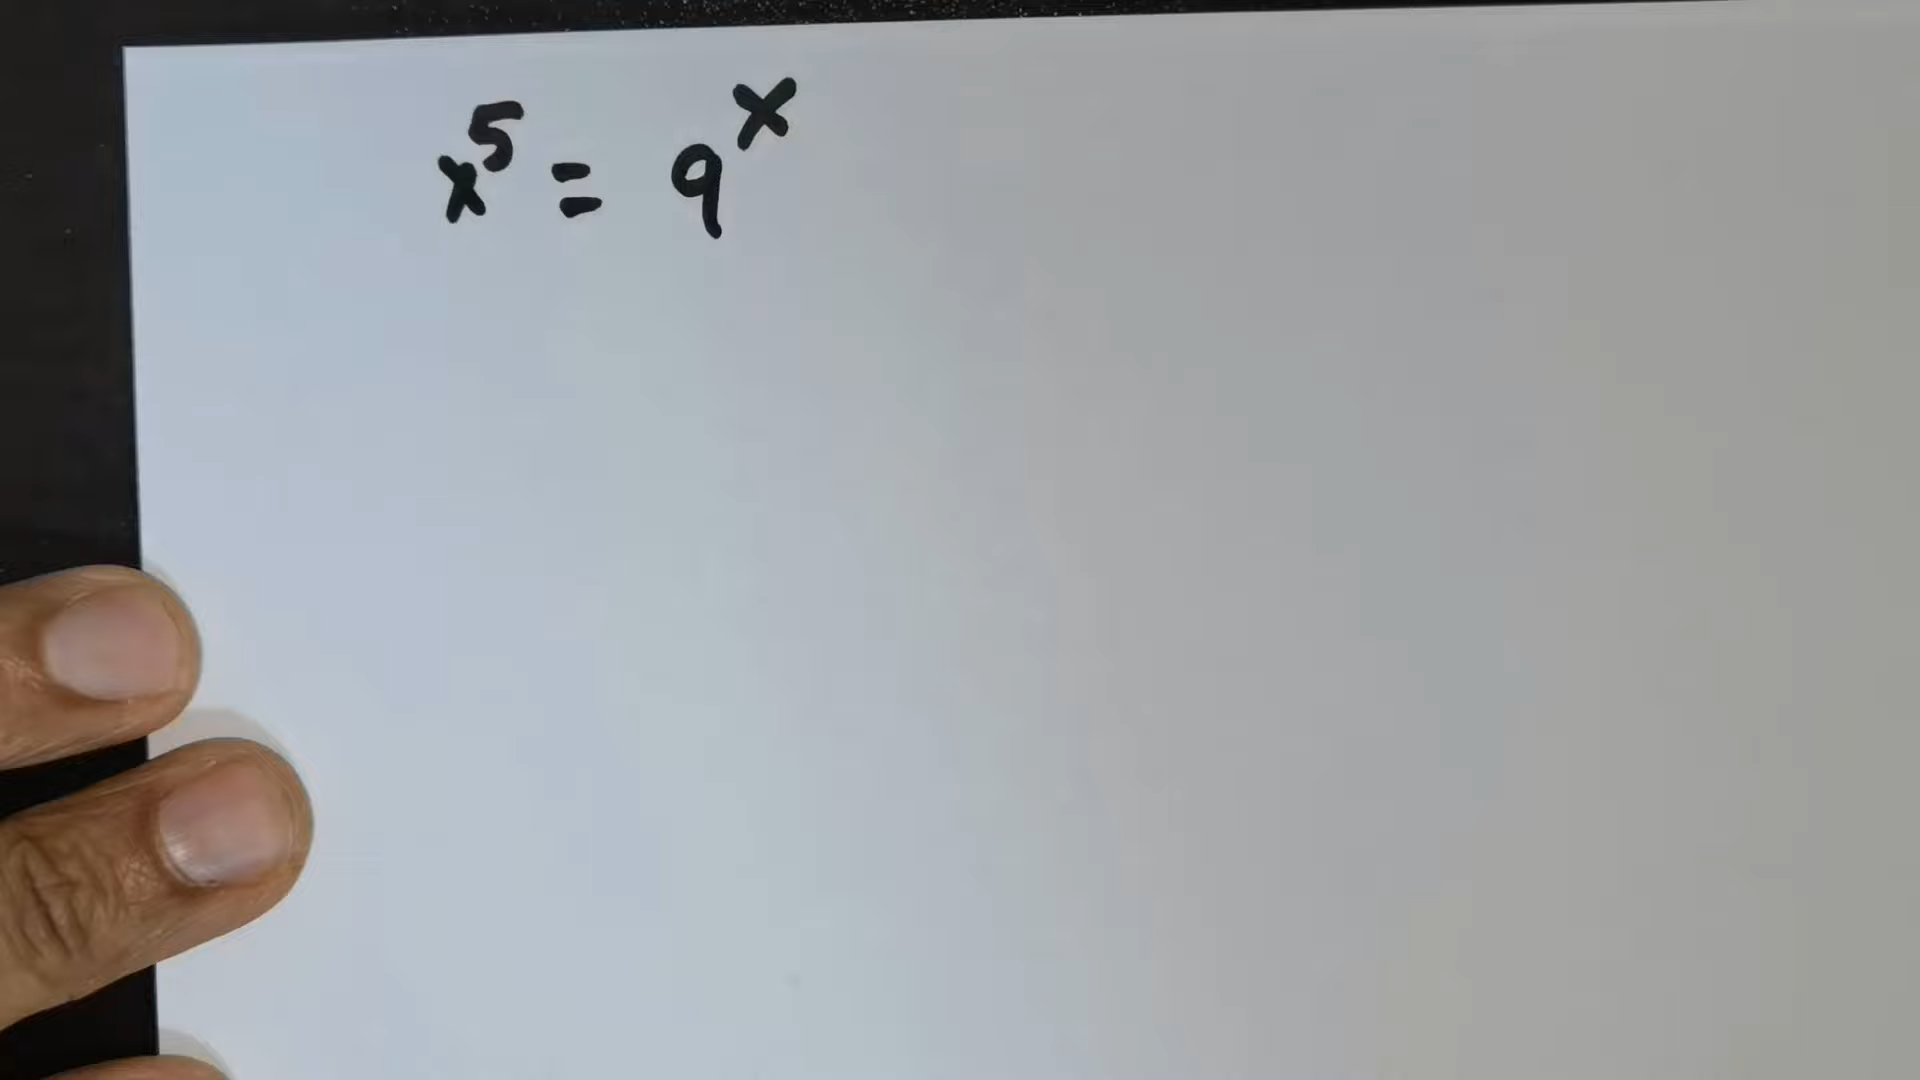 x⁵ = 9ˣ